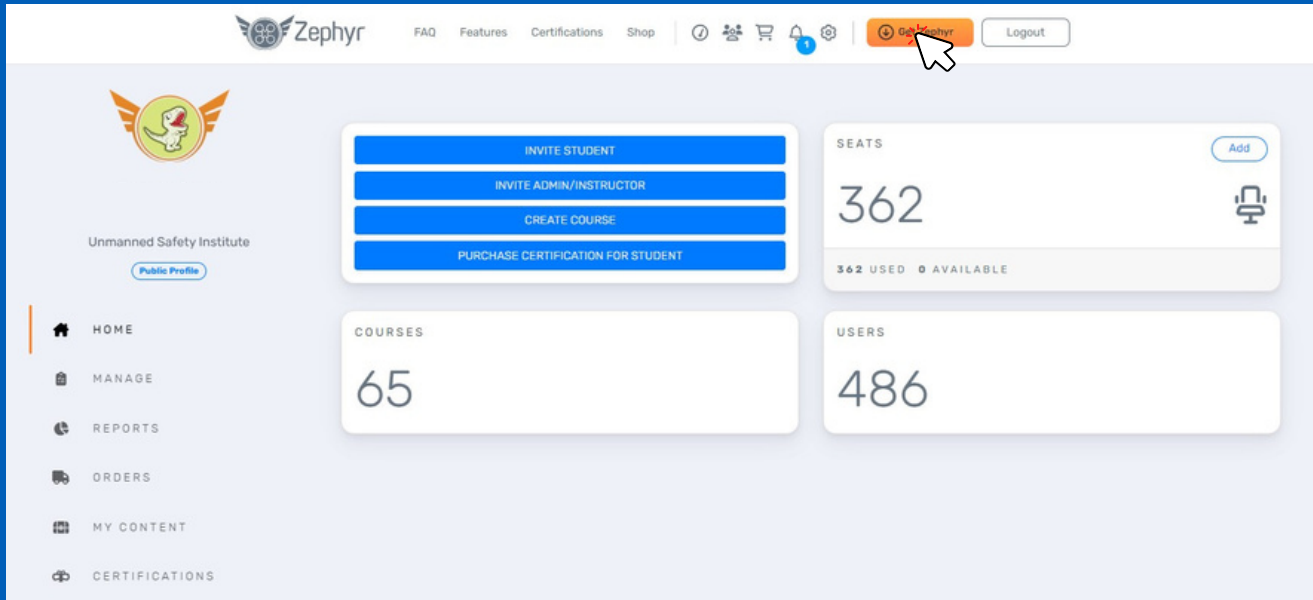 Zephyr FAQ Features Certifications Shop 1 Get Zephyr Logout
Unmanned Safety Institute
Public Profile
HOME
MANAGE
REPORTS
ORDERS
MY CONTENT
CERTIFICATIONS
INVITE STUDENT
INVITE ADMIN/INSTRUCTOR
CREATE COURSE
PURCHASE CERTIFICATION FOR STUDENT
SEATS Add
362
362 USED 0 AVAILABLE
COURSES
65
USERS
486